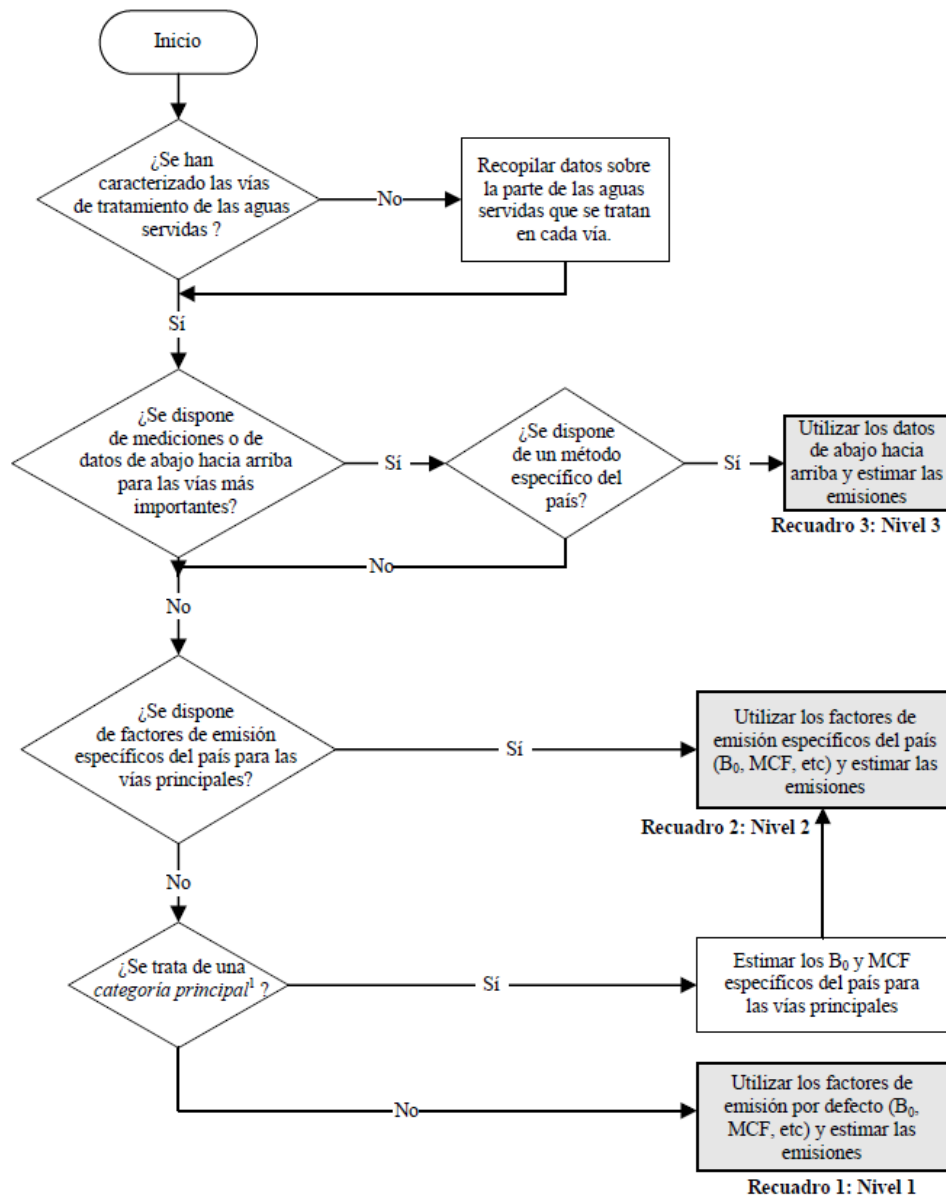 Inicio
¿Se han
caracterizado las vías
de tratamiento de las aguas
servidas ?
No
Recopilar datos sobre
la parte de las aguas
servidas que se tratan
en cada vía.
Sí
¿Se dispone
de mediciones o de
datos de abajo hacia arriba
para las vías más
importantes?
Sí
¿Se dispone
de un método
específico del
país?
Sí
Utilizar los datos
de abajo hacia
arriba y estimar las
emisiones
Recuadro 3: Nivel 3
No
No
¿Se dispone
de factores de emisión
específicos del país para las
vías principales?
Sí
Utilizar los factores de
emisión específicos del país
(B₀, MCF, etc) y estimar las
emisiones
Recuadro 2: Nivel 2
No
¿Se trata de una
categoría principal¹ ?
Sí
Estimar los B₀ y MCF
específicos del país para
las vías principales
No
Utilizar los factores de
emisión por defecto (B₀,
MCF, etc) y estimar las
emisiones
Recuadro 1: Nivel 1